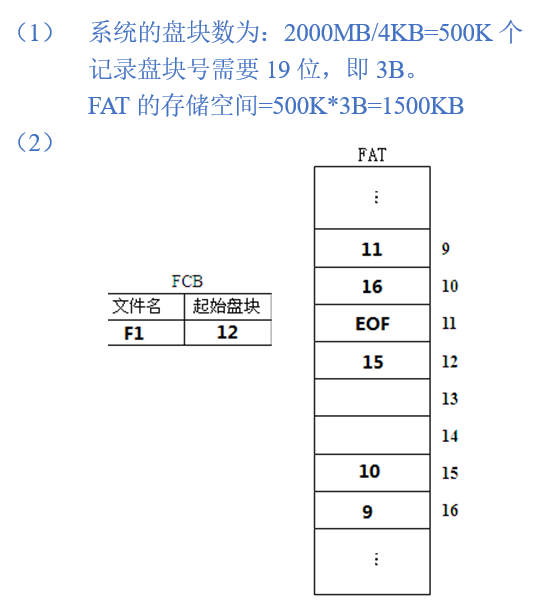 （1） 系统的盘块数为：2000MB/4KB=500K 个
记录盘块号需要 19 位，即 3B。
FAT 的存储空间=500K*3B=1500KB
（2）
FAT
⋮
11 9
16 10
EOF 11
15 12
13
14
10 15
9 16
⋮
FCB
文件名 起始盘块
F1 12